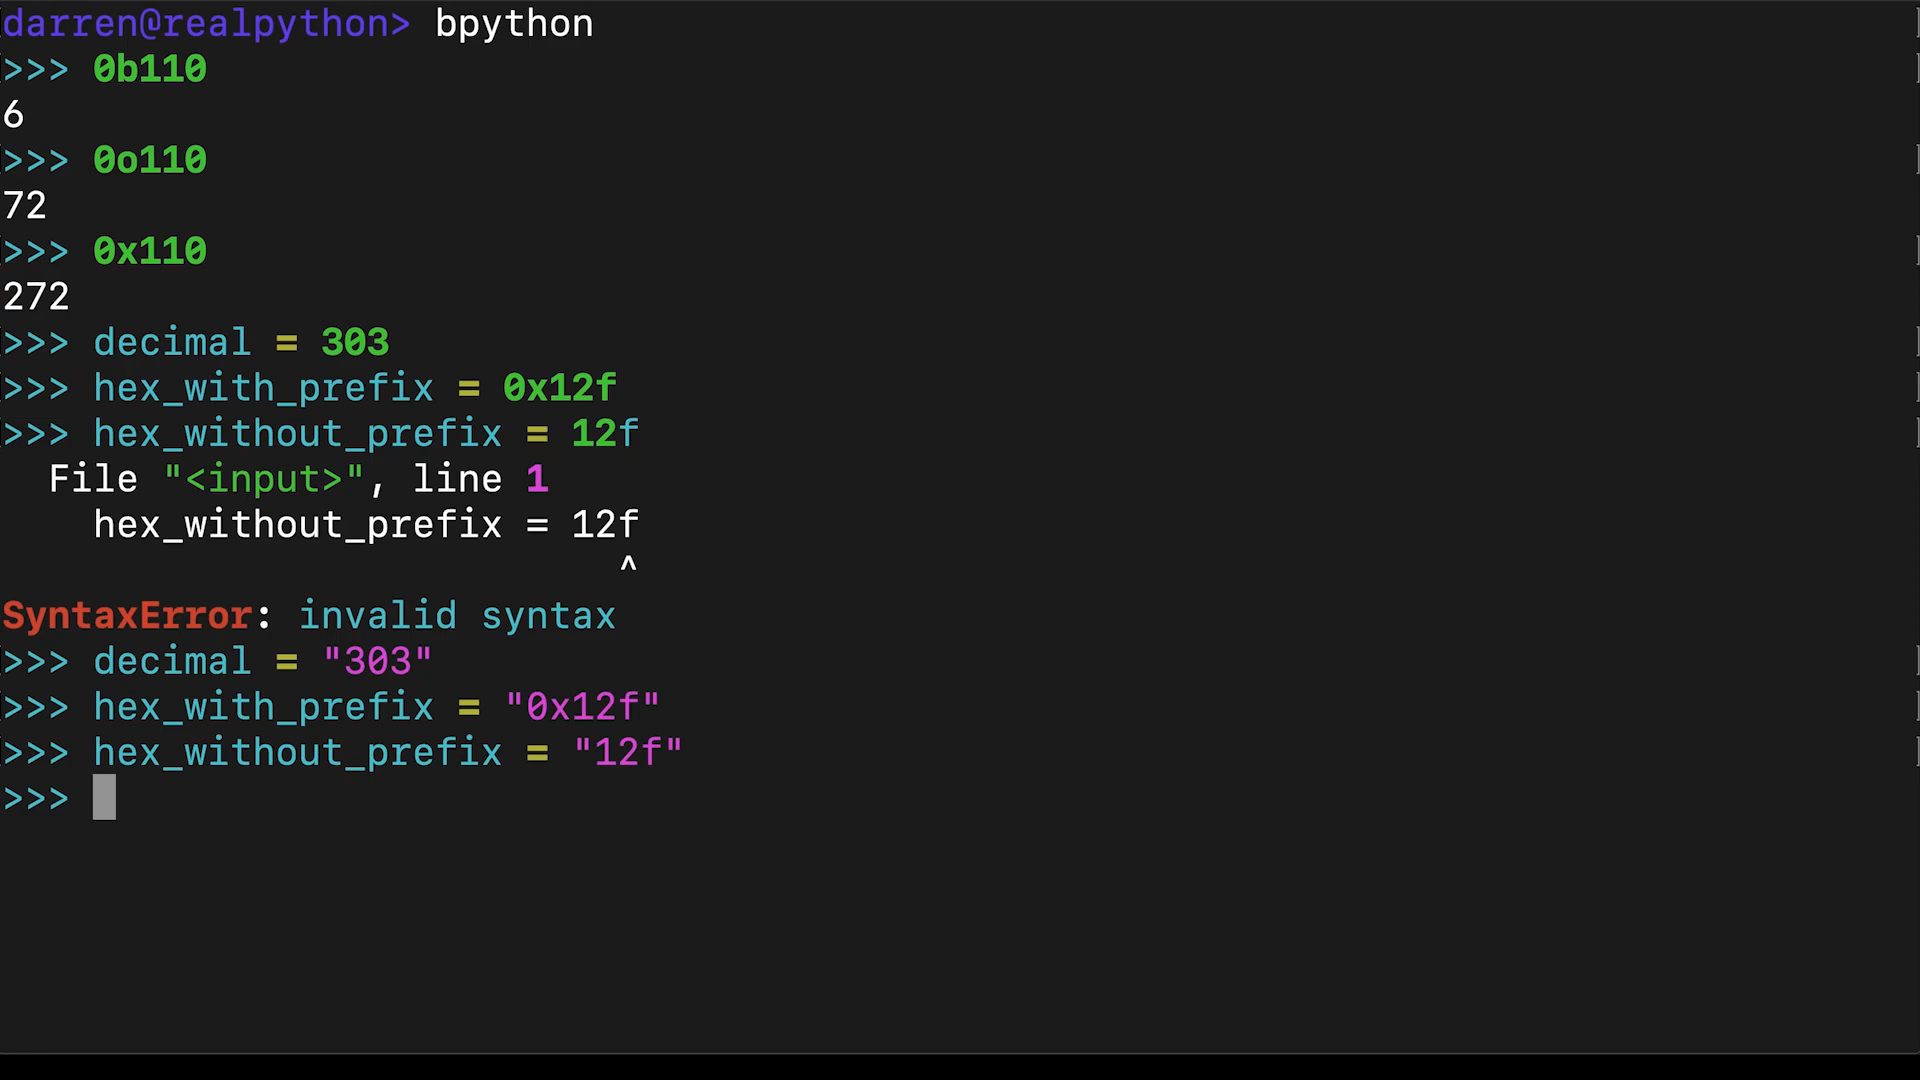 darren@realpython> bpython
>>> 0b110
6
>>> 0o110
72
>>> 0x110
272
>>> decimal = 303
>>> hex_with_prefix = 0x12f
>>> hex_without_prefix = 12f
  File "<input>", line 1
    hex_without_prefix = 12f
                           ^
SyntaxError: invalid syntax
>>> decimal = "303"
>>> hex_with_prefix = "0x12f"
>>> hex_without_prefix = "12f"
>>>